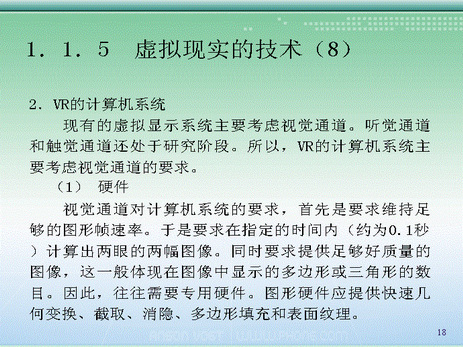 1．1．5 虚拟现实的技术（8）
2．VR的计算机系统
现有的虚拟显示系统主要考虑视觉通道。听觉通道
和触觉通道还处于研究阶段。所以，VR的计算机系统主
要考虑视觉通道的要求。
（1） 硬件
视觉通道对计算机系统的要求，首先是要求维持足
够的图形帧速率。于是要求在指定的时间内（约为0.1秒
）计算出两眼的两幅图像。同时要求提供足够好质量的
图像，这一般体现在图像中显示的多边形或三角形的数
目。因此，往往需要专用硬件。图形硬件应提供快速几
何变换、截取、消隐、多边形填充和表面纹理。
18